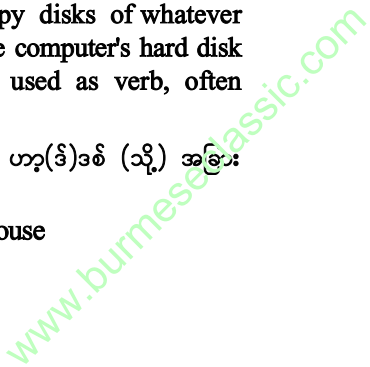 py disks of whatever
e computer's hard disk
used as verb, often
ဟာ့(ဒ်)ဒစ် (သို့) အခြား
ouse
www.burmeseclassic.com